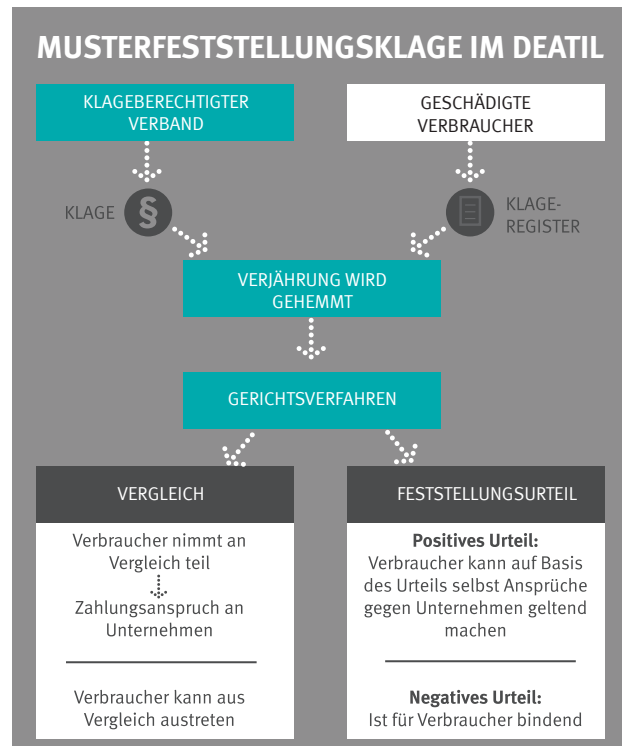 MUSTERFESTSTELLUNGSKLAGE IM DEATIL
KLAGEBERECHTIGTER
VERBAND
GESCHÄDIGTE
VERBRAUCHER
KLAGE
§
KLAGE-
REGISTER
VERJÄHRUNG WIRD
GEHEMMT
GERICHTSVERFAHREN
VERGLEICH
Verbraucher nimmt an
Vergleich teil
Zahlungsanspruch an
Unternehmen
Verbraucher kann aus
Vergleich austreten
FESTSTELLUNGSURTEIL
Positives Urteil:
Verbraucher kann auf Basis
des Urteils selbst Ansprüche
gegen Unternehmen geltend
machen
Negatives Urteil:
Ist für Verbraucher bindend